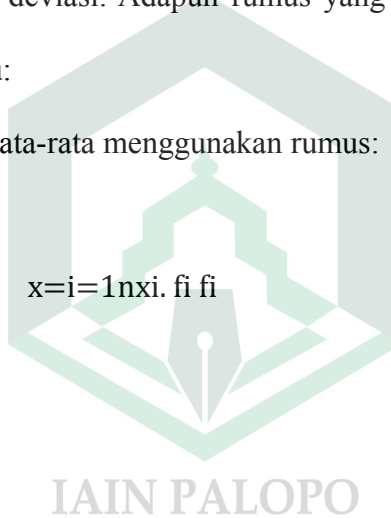 deviasi. Adapun rumus yang
:
ata-rata menggunakan rumus:
x=i=1nxi. fi fi
IAIN PALOPO